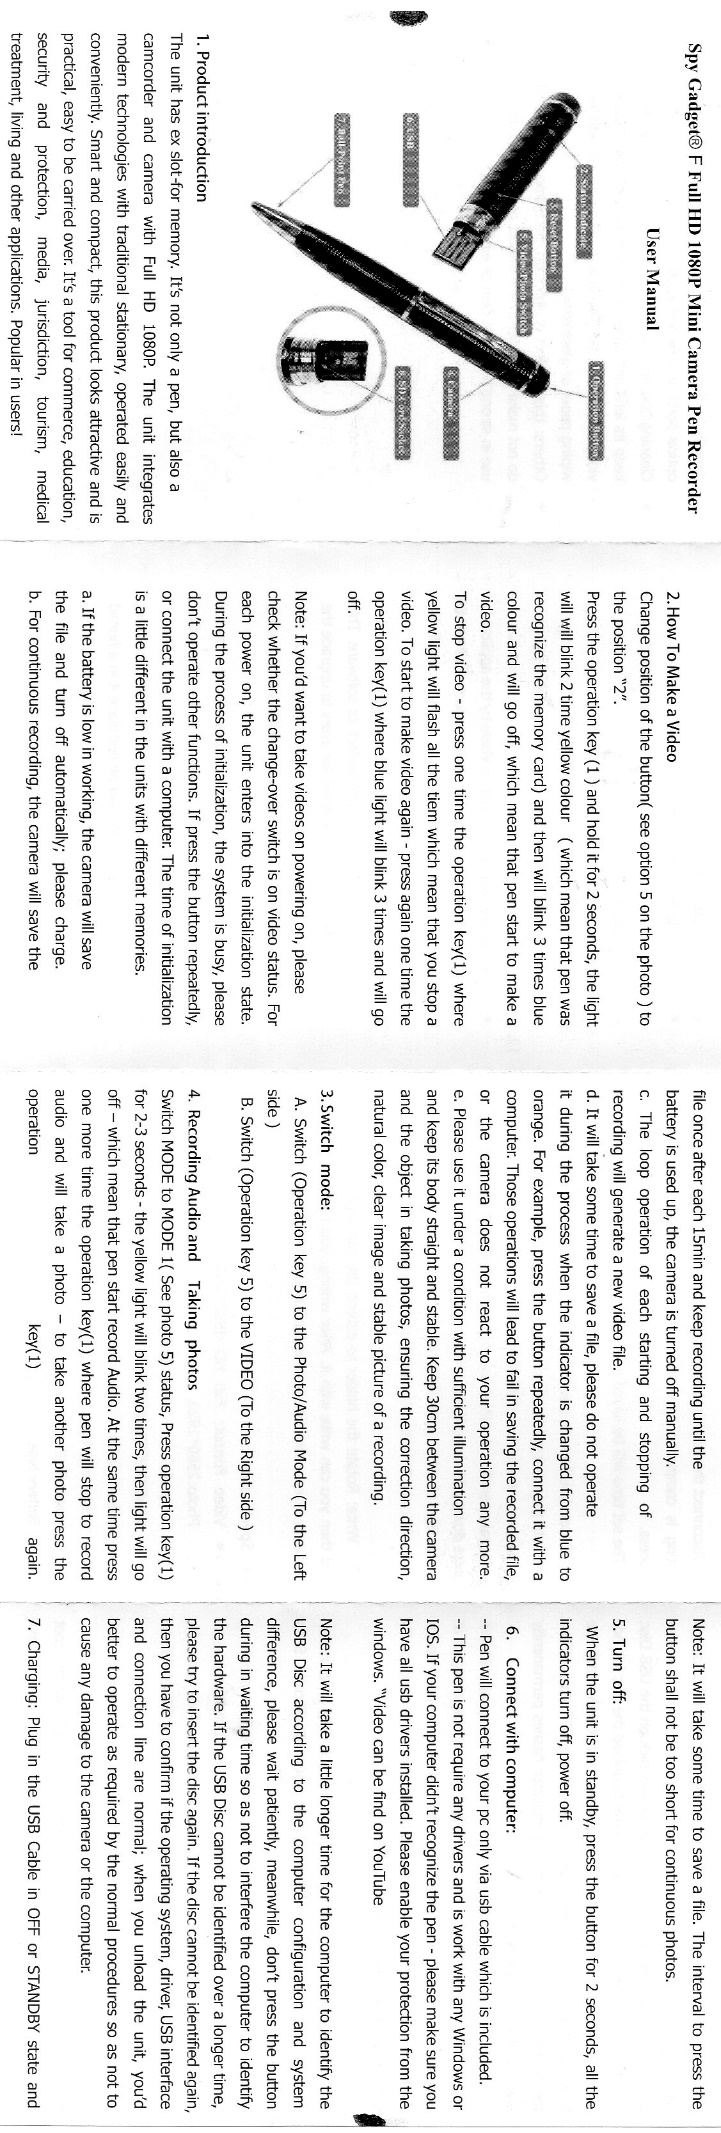 Spy Gadget® F Full HD 1080P Mini Camera Pen Recorder
User Manual
1. Operation Button
2. Status Indicate
3. Reset Button
4. Camera
5. Video/Photo Switch
6. USB
7. Ball Point Pen
1. Product introduction
The unit has ex slot-for memory. It's not only a pen, but also a
camcorder and camera with Full HD 1080P. The unit integrates
modern technologies with traditional stationary, operated easily and
conveniently. Smart and compact, this product looks attractive and is
practical, easy to be carried over. It's a tool for commerce, education,
security and protection, media, jurisdiction, tourism, medical
treatment, living and other applications. Popular in users!
2. How To Make a Video
Change position of the button( see option 5 on the photo ) to
the position "2".
Press the operation key (1 ) and hold it for 2 seconds, the light
will will blink 2 time yellow colour ( which mean that pen was
recognize the memory card) and then will blink 3 times blue
colour and will go off, which mean that pen start to make a
video.
To stop video - press one time the operation key(1) where
yellow light will flash all the tiem which mean that you stop a
video. To start to make video again - press again one time the
operation key(1) where blue light will blink 3 times and will go
off.
Note: If you'd want to take videos on powering on, please
check whether the change-over switch is on video status. For
each power on, the unit enters into the initialization state.
During the process of initialization, the system is busy, please
don't operate other functions. If press the button repeatedly,
or connect the unit with a computer. The time of initialization
is a little different in the units with different memories.
a. If the battery is low in working, the camera will save
the file and turn off automatically; please charge.
b. For continuous recording, the camera will save the
file once after each 15min and keep recording until the
battery is used up, the camera is turned off manually.
c. The loop operation of each starting and stopping of
recording will generate a new video file.
d. It will take some time to save a file, please do not operate
it during the process when the indicator is changed from blue to
orange. For example, press the button repeatedly, connect it with a
computer. Those operations will lead to fail in saving the recorded file,
or the camera does not react to your operation any more.
e. Please use it under a condition with sufficient illumination
and keep its body straight and stable. Keep 30cm between the camera
and the object in taking photos, ensuring the correction direction,
natural color, clear image and stable picture of a recording.
3.Switch mode:
A. Switch (Operation key 5) to the Photo/Audio Mode (To the Left
side )
B. Switch (Operation key 5) to the VIDEO (To the Right side )
4. Recording Audio and Taking photos
Switch MODE to MODE 1( See photo 5) status, Press operation key(1)
for 2-3 seconds - the yellow light will blink two times, then light will go
off – which mean that pen start record Audio. At the same time press
one more time the operation key(1) where pen will stop to record
audio and will take a photo – to take another photo press the
operation key(1) again.
Note: It will take some time to save a file. The interval to press the
button shall not be too short for continuous photos.
5. Turn off:
When the unit is in standby, press the button for 2 seconds, all the
indicators turn off, power off.
6. Connect with computer:
-- Pen will connect to your pc only via usb cable which is included.
-- This pen is not require any drivers and is work with any Windows or
IOS. If your computer didn't recognize the pen - please make sure you
have all usb drivers installed. Please enable your protection from the
windows. "Video can be find on YouTube
Note: It will take a little longer time for the computer to identify the
USB Disc according to the computer configuration and system
difference, please wait patiently, meanwhile, don't press the button
during in waiting time so as not to interfere the computer to identify
the hardware. If the USB Disc cannot be identified over a longer time,
please try to insert the disc again. If the disc cannot be identified again,
then you have to confirm if the operating system, driver, USB interface
and connection line are normal; when you unload the unit, you'd
better to operate as required by the normal procedures so as not to
cause any damage to the camera or the computer.
7. Charging: Plug in the USB Cable in OFF or STANDBY state and